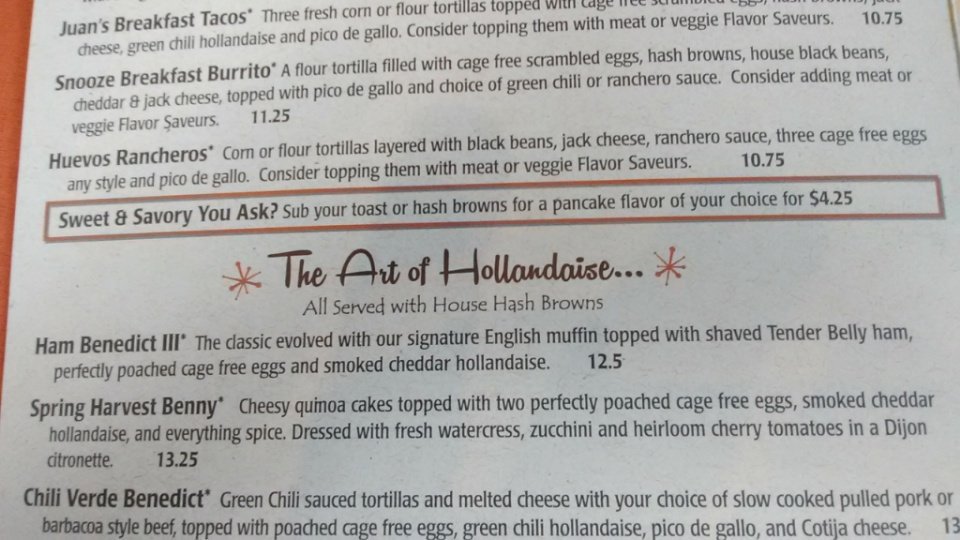 Juan's Breakfast Tacos* Three fresh corn or flour tortillas topped with cage free scrambled eggs, hash browns, jack
cheese, green chili hollandaise and pico de gallo. Consider topping them with meat or veggie Flavor Saveurs. 10.75
Snooze Breakfast Burrito* A flour tortilla filled with cage free scrambled eggs, hash browns, house black beans,
cheddar & jack cheese, topped with pico de gallo and choice of green chili or ranchero sauce. Consider adding meat or
veggie Flavor Saveurs. 11.25
Huevos Rancheros* Corn or flour tortillas layered with black beans, jack cheese, ranchero sauce, three cage free eggs
any style and pico de gallo. Consider topping them with meat or veggie Flavor Saveurs. 10.75
Sweet & Savory You Ask? Sub your toast or hash browns for a pancake flavor of your choice for $4.25
The Art of Hollandaise...
All Served with House Hash Browns
Ham Benedict III* The classic evolved with our signature English muffin topped with shaved Tender Belly ham,
perfectly poached cage free eggs and smoked cheddar hollandaise. 12.5
Spring Harvest Benny* Cheesy quinoa cakes topped with two perfectly poached cage free eggs, smoked cheddar
hollandaise, and everything spice. Dressed with fresh watercress, zucchini and heirloom cherry tomatoes in a Dijon
citronette. 13.25
Chili Verde Benedict* Green Chili sauced tortillas and melted cheese with your choice of slow cooked pulled pork or
barbacoa style beef, topped with poached cage free eggs, green chili hollandaise, pico de gallo, and Cotija cheese. 13